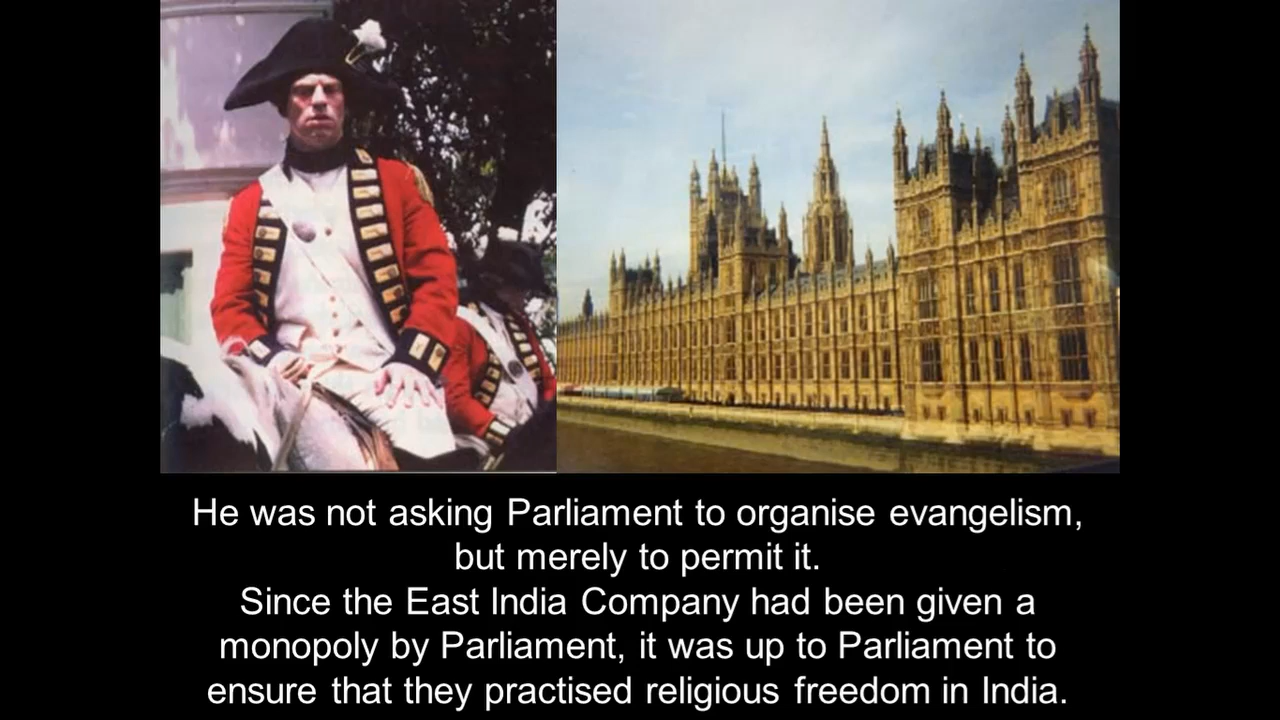 He was not asking Parliament to organise evangelism,
but merely to permit it.
Since the East India Company had been given a
monopoly by Parliament, it was up to Parliament to
ensure that they practised religious freedom in India.